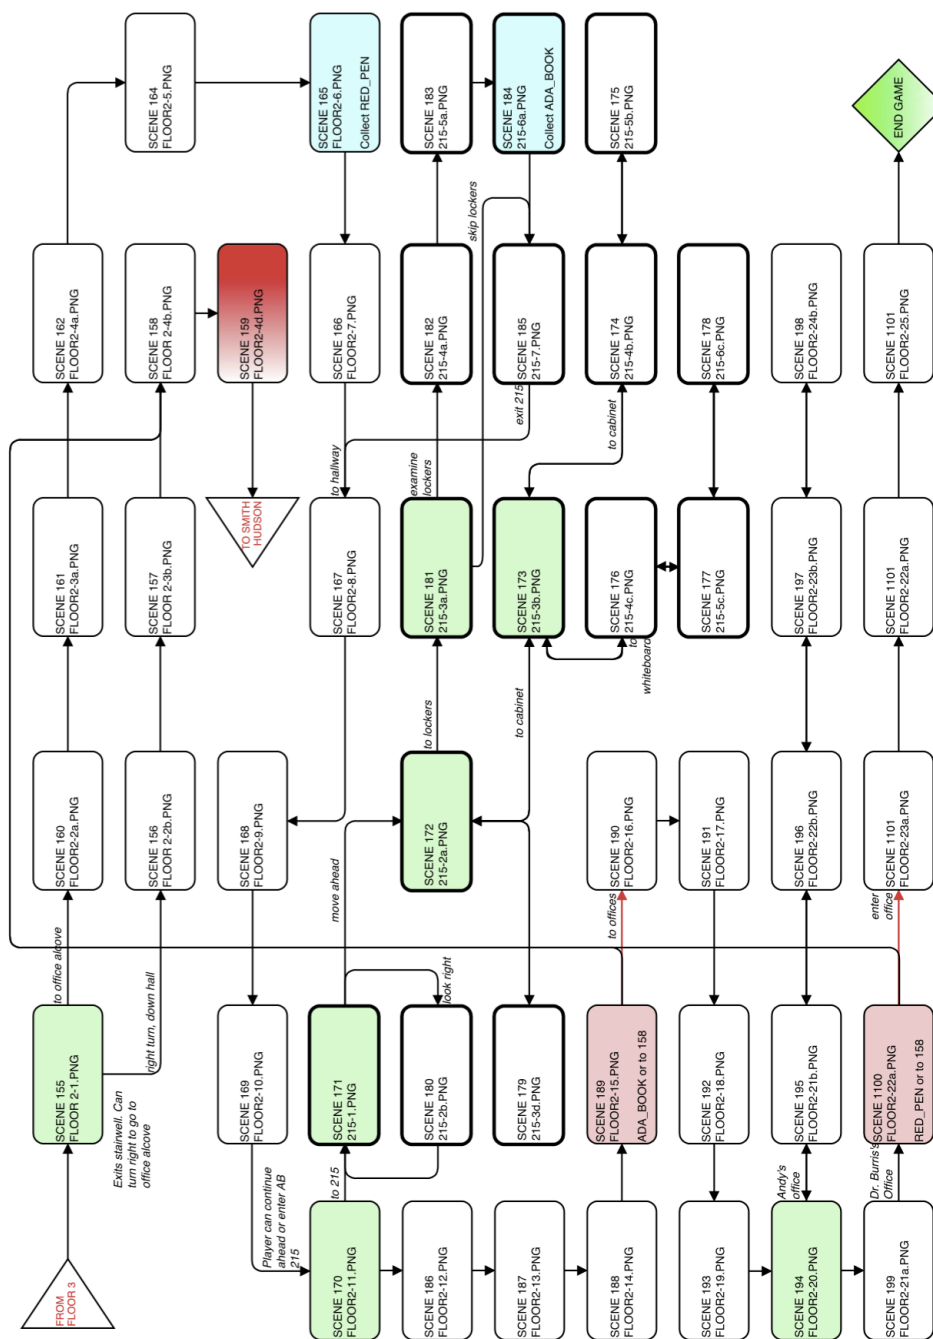 FROM
FLOOR 3
SCENE 155
FLOOR 2-1.PNG
Exits stairwell. Can
turn right to go to
office alcove
to office alcove
right turn, down hall
SCENE 160
FLOOR2-2a.PNG
SCENE 161
FLOOR2-3a.PNG
SCENE 162
FLOOR2-4a.PNG
SCENE 164
FLOOR2-5.PNG
SCENE 156
FLOOR 2-2b.PNG
SCENE 157
FLOOR 2-3b.PNG
SCENE 158
FLOOR 2-4b.PNG
SCENE 159
FLOOR2-4d.PNG
TO SMITH
HUDSON
SCENE 165
FLOOR2-6.PNG
Collect RED_PEN
SCENE 166
FLOOR2-7.PNG
to hallway
SCENE 167
FLOOR2-8.PNG
SCENE 168
FLOOR2-9.PNG
SCENE 169
FLOOR2-10.PNG
Player can continue
ahead or enter AB
215
SCENE 170
FLOOR2-11.PNG
to 215
SCENE 171
215-1.PNG
move ahead
look right
SCENE 180
215-2b.PNG
SCENE 172
215-2a.PNG
to lockers
SCENE 181
215-3a.PNG
examine
lockers
SCENE 182
215-4a.PNG
SCENE 183
215-5a.PNG
SCENE 184
215-6a.PNG
Collect ADA_BOOK
skip lockers
SCENE 185
215-7.PNG
exit 215
to cabinet
SCENE 173
215-3b.PNG
to cabinet
SCENE 174
215-4b.PNG
SCENE 175
215-5b.PNG
to
whiteboard
SCENE 176
215-4c.PNG
SCENE 177
215-5c.PNG
SCENE 178
215-6c.PNG
SCENE 179
215-3d.PNG
SCENE 186
FLOOR2-12.PNG
SCENE 187
FLOOR2-13.PNG
SCENE 188
FLOOR2-14.PNG
SCENE 189
FLOOR2-15.PNG
ADA_BOOK or to 158
to offices
SCENE 190
FLOOR2-16.PNG
SCENE 191
FLOOR2-17.PNG
SCENE 192
FLOOR2-18.PNG
SCENE 193
FLOOR2-19.PNG
SCENE 194
FLOOR2-20.PNG
Andy's
office
SCENE 195
FLOOR2-21b.PNG
SCENE 196
FLOOR2-22b.PNG
SCENE 197
FLOOR2-23b.PNG
SCENE 198
FLOOR2-24b.PNG
SCENE 199
FLOOR2-21a.PNG
Dr. Burris's
Office
SCENE 1100
FLOOR2-22a.PNG
RED_PEN or to 158
enter
office
SCENE 1101
FLOOR2-23a.PNG
SCENE 1101
FLOOR2-22a.PNG
SCENE 1101
FLOOR2-25.PNG
END GAME